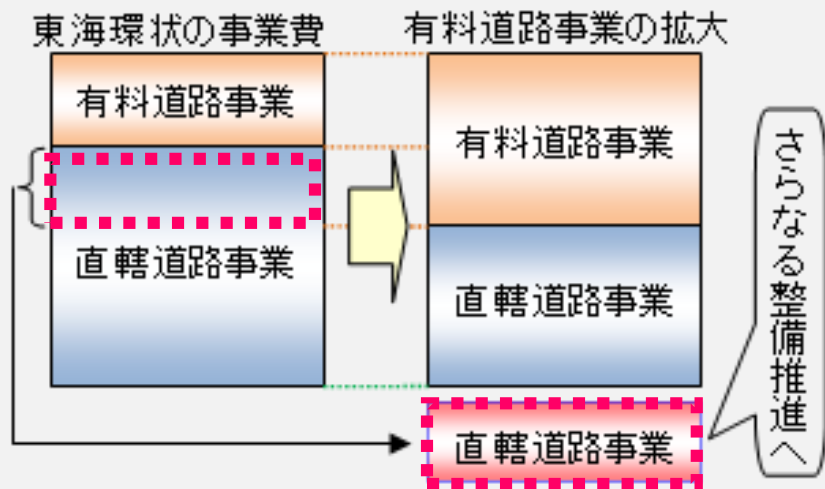 東海環状の事業費
有料道路事業の拡大
有料道路事業
直轄道路事業
有料道路事業
直轄道路事業
直轄道路事業
さらなる整備推進へ